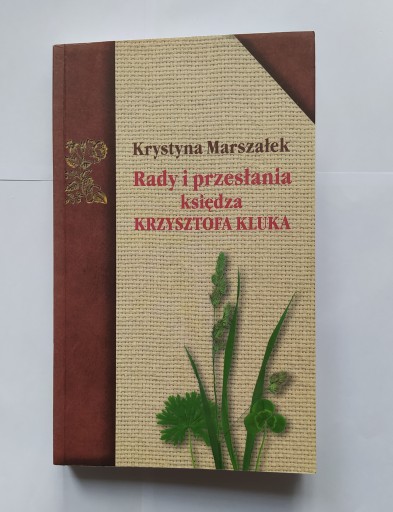 Krystyna Marszałek
Rady i przesłania
księdza
KRZYSZTOFA KLUKA